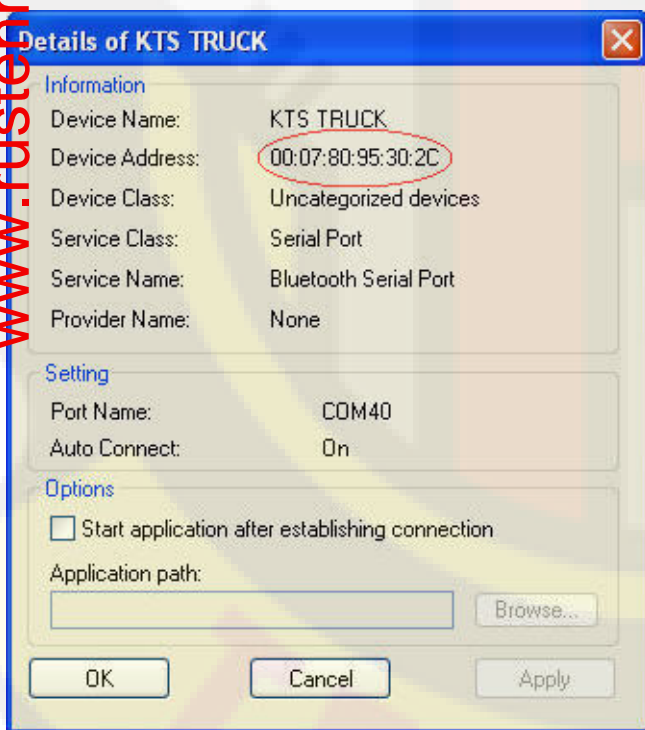 Details of KTS TRUCK
Information
Device Name: KTS TRUCK
Device Address: 00:07:80:95:30:2C
Device Class: Uncategorized devices
Service Class: Serial Port
Service Name: Bluetooth Serial Port
Provider Name: None
Setting
Port Name: COM40
Auto Connect: On
Options
Start application after establishing connection
Application path:
Browse...
OK Cancel Apply